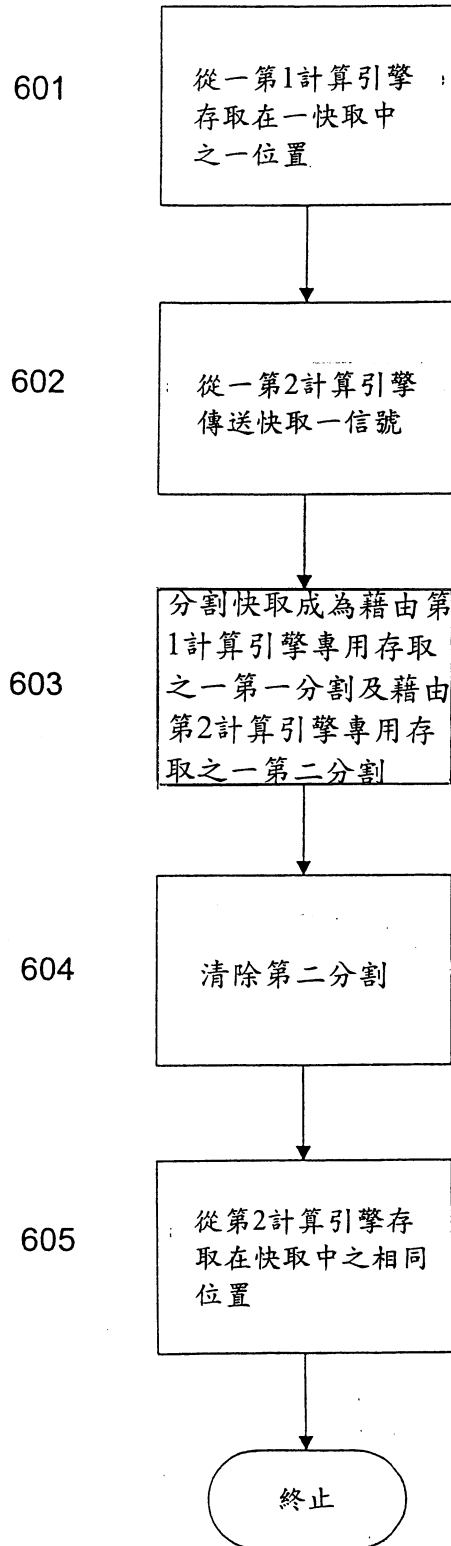 601
從一第1計算引擎
存取在一快取中
之一位置
602
從一第2計算引擎
傳送快取一信號
603
分割快取成為藉由第
1計算引擎專用存取
之一第一分割及藉由
第2計算引擎專用存
取之一第二分割
604
清除第二分割
605
從第2計算引擎存
取在快取中之相同
位置
終止